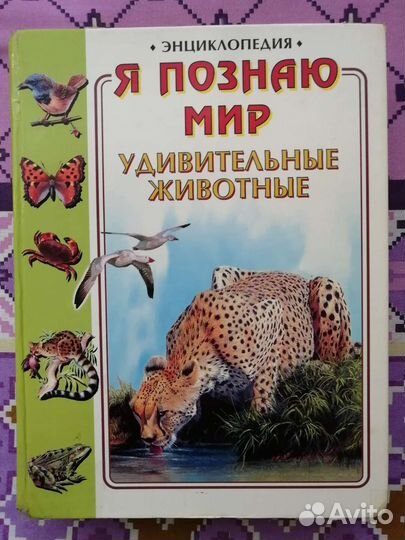 • ЭНЦИКЛОПЕДИЯ •
Я ПОЗНАЮ
МИР
УДИВИТЕЛЬНЫЕ
ЖИВОТНЫЕ
Avito